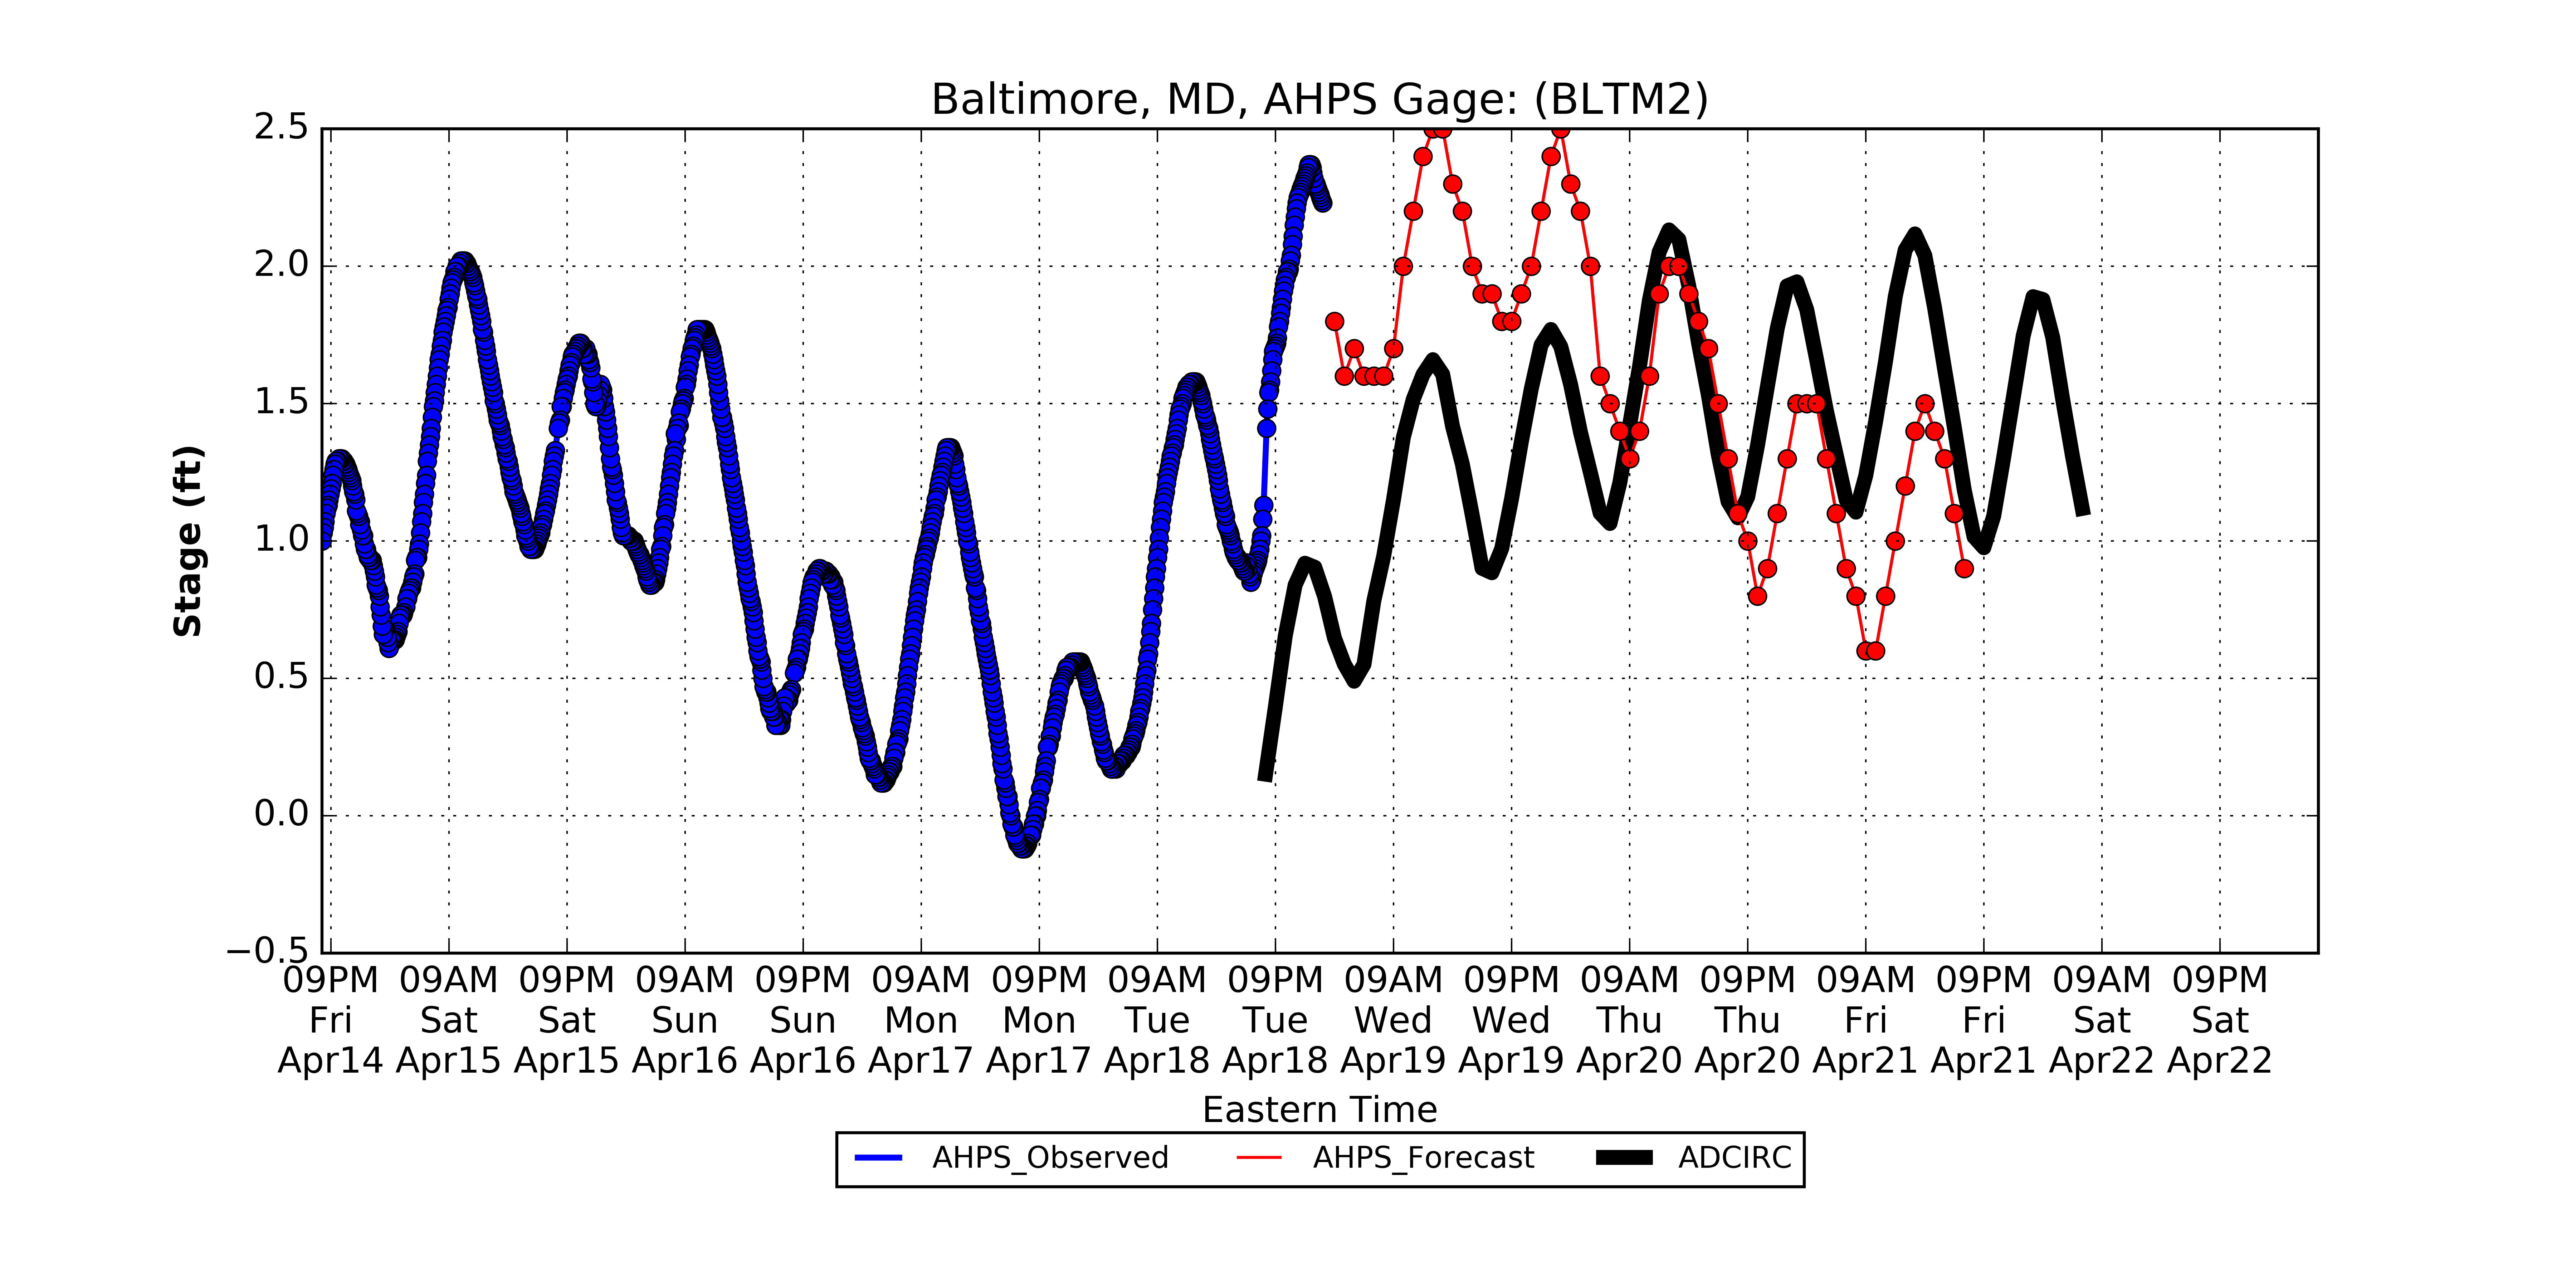 Baltimore, MD, AHPS Gage: (BLTM2)
2.5
2.0
1.5
1.0
0.5
0.0
−0.5
Stage (ft)
09PM 09AM 09PM 09AM 09PM 09AM 09PM 09AM 09PM 09AM 09PM 09AM 09PM 09AM 09PM 09AM 09PM
Fri Sat Sat Sun Sun Mon Mon Tue Tue Wed Wed Thu Thu Fri Fri Sat Sat
Apr14 Apr15 Apr15 Apr16 Apr16 Apr17 Apr17 Apr18 Apr18 Apr19 Apr19 Apr20 Apr20 Apr21 Apr21 Apr22 Apr22
Eastern Time
AHPS_Observed AHPS_Forecast ADCIRC